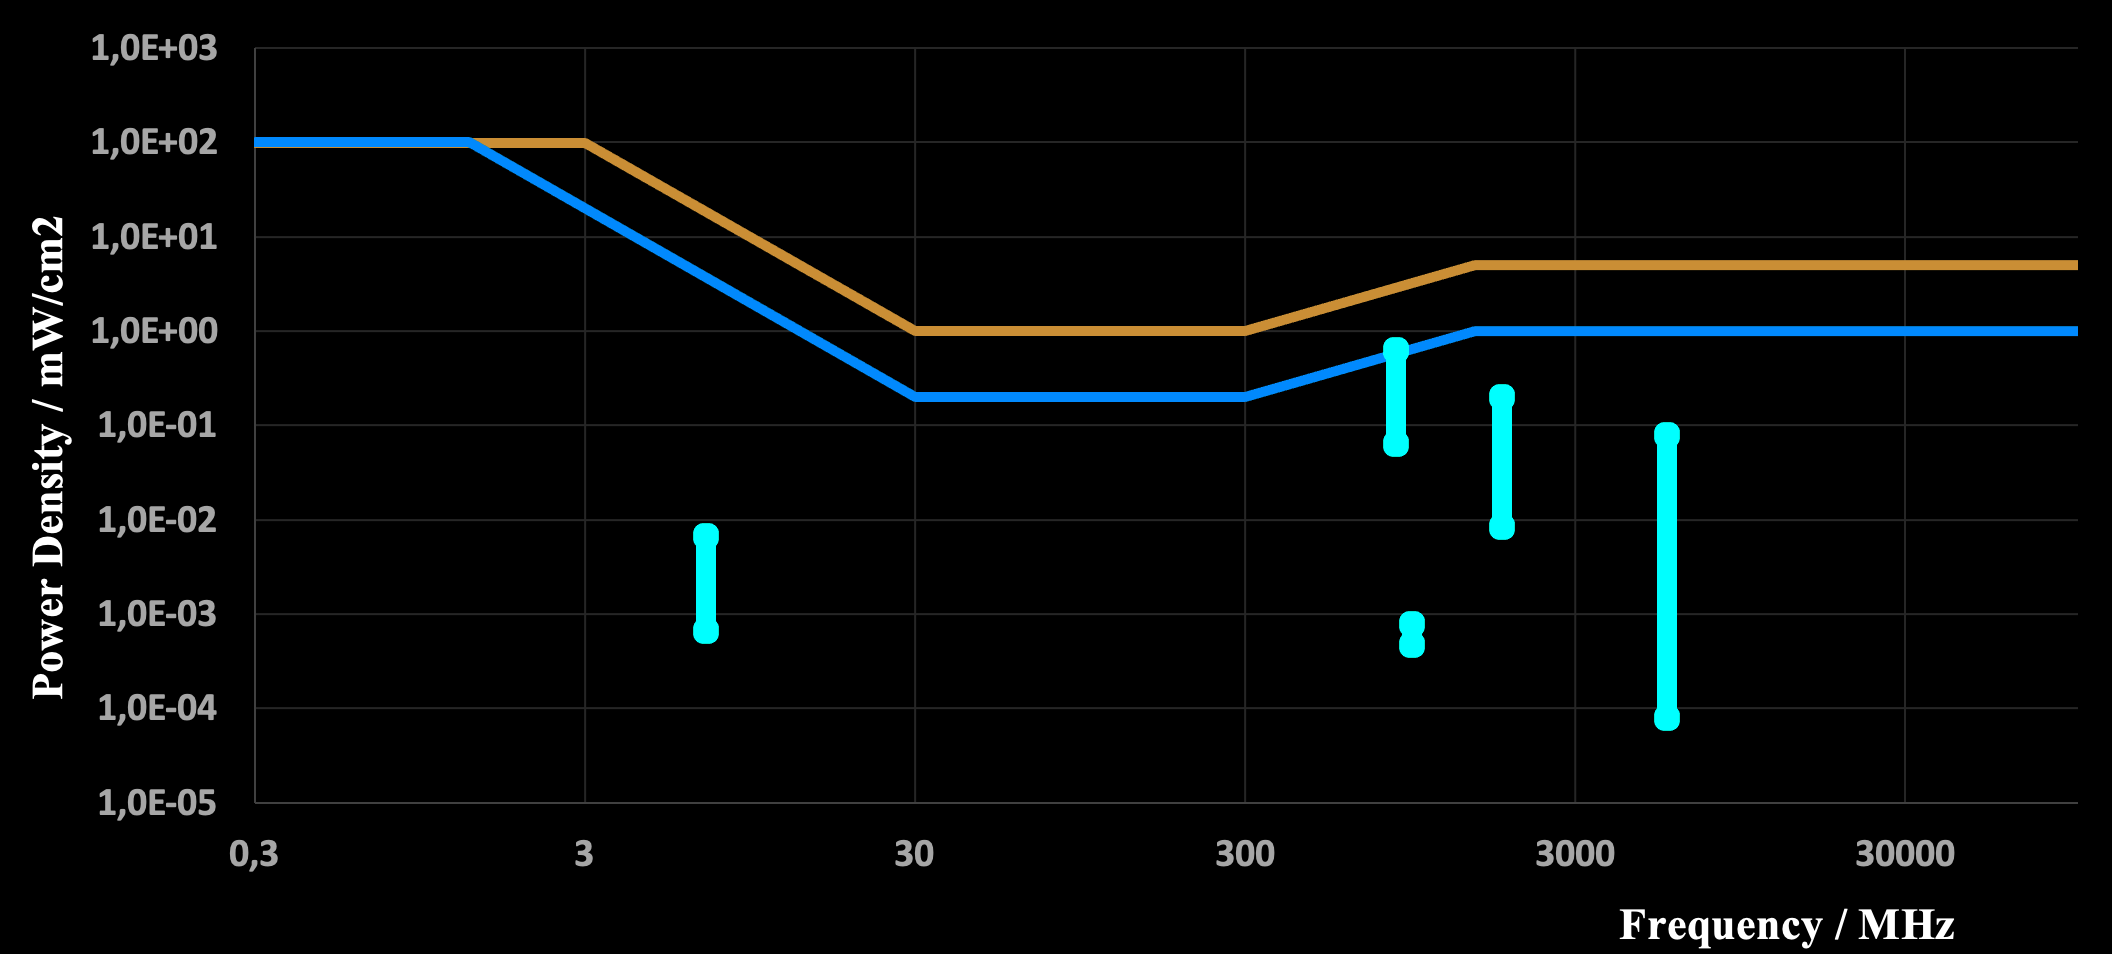 1,0E+03
1,0E+02
1,0E+01
1,0E+00
1,0E-01
1,0E-02
1,0E-03
1,0E-04
1,0E-05
Power Density / mW/cm2
0,3 3 30 300 3000 30000
Frequency / MHz